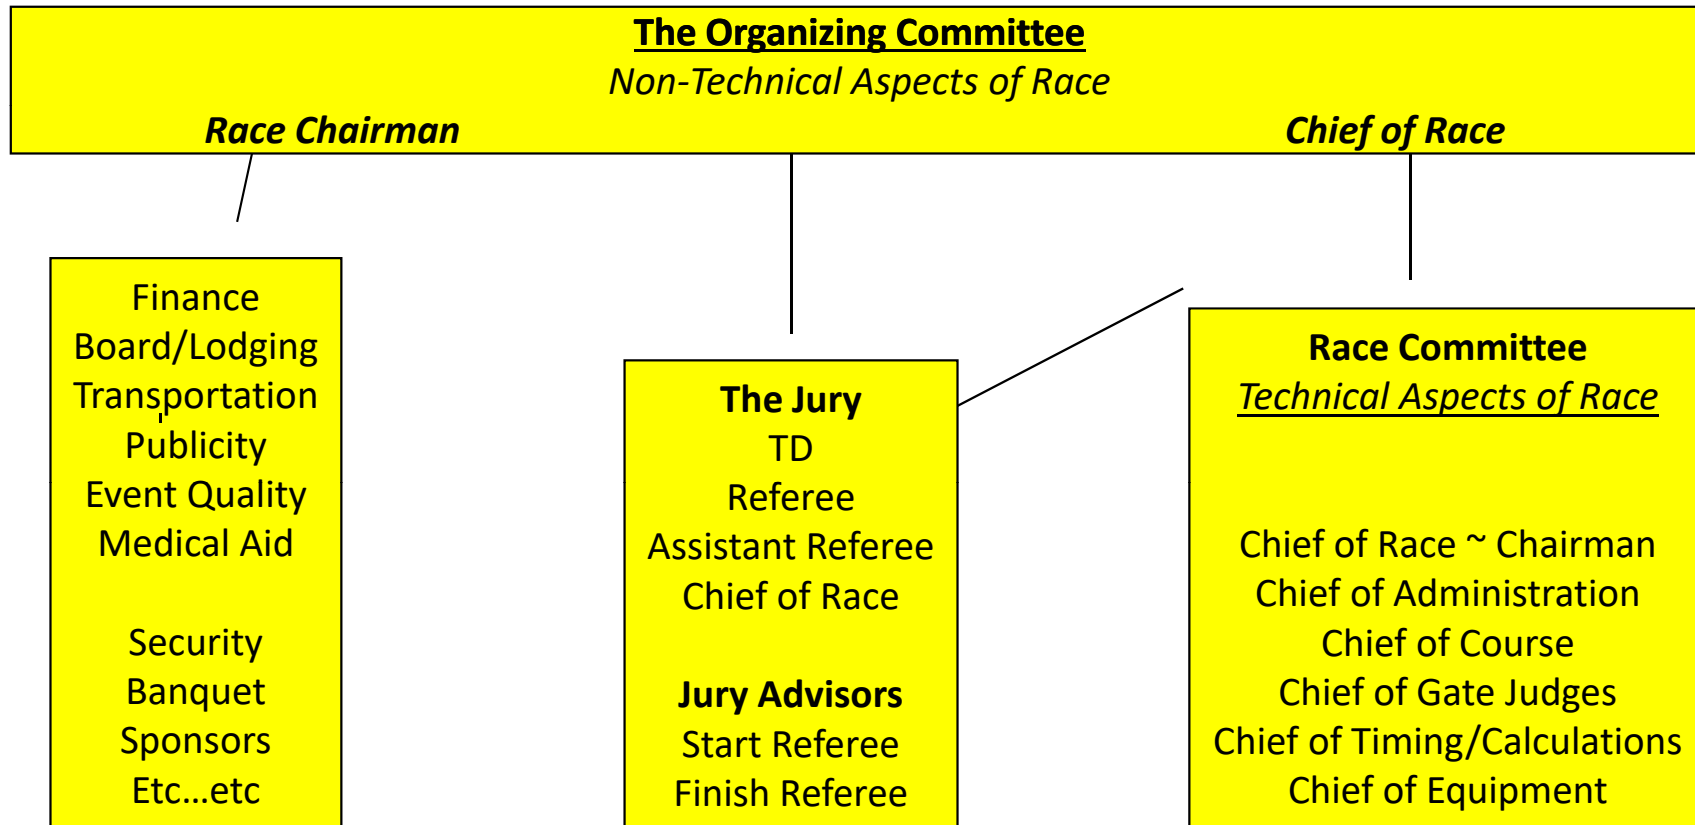 The Organizing Committee
Non-Technical Aspects of Race
Race Chairman Chief of Race
Finance
Board/Lodging
Transportation
Publicity
Event Quality
Medical Aid
Security
Banquet
Sponsors
Etc...etc
The Jury
TD
Referee
Assistant Referee
Chief of Race
Jury Advisors
Start Referee
Finish Referee
Race Committee
Technical Aspects of Race
Chief of Race ~ Chairman
Chief of Administration
Chief of Course
Chief of Gate Judges
Chief of Timing/Calculations
Chief of Equipment